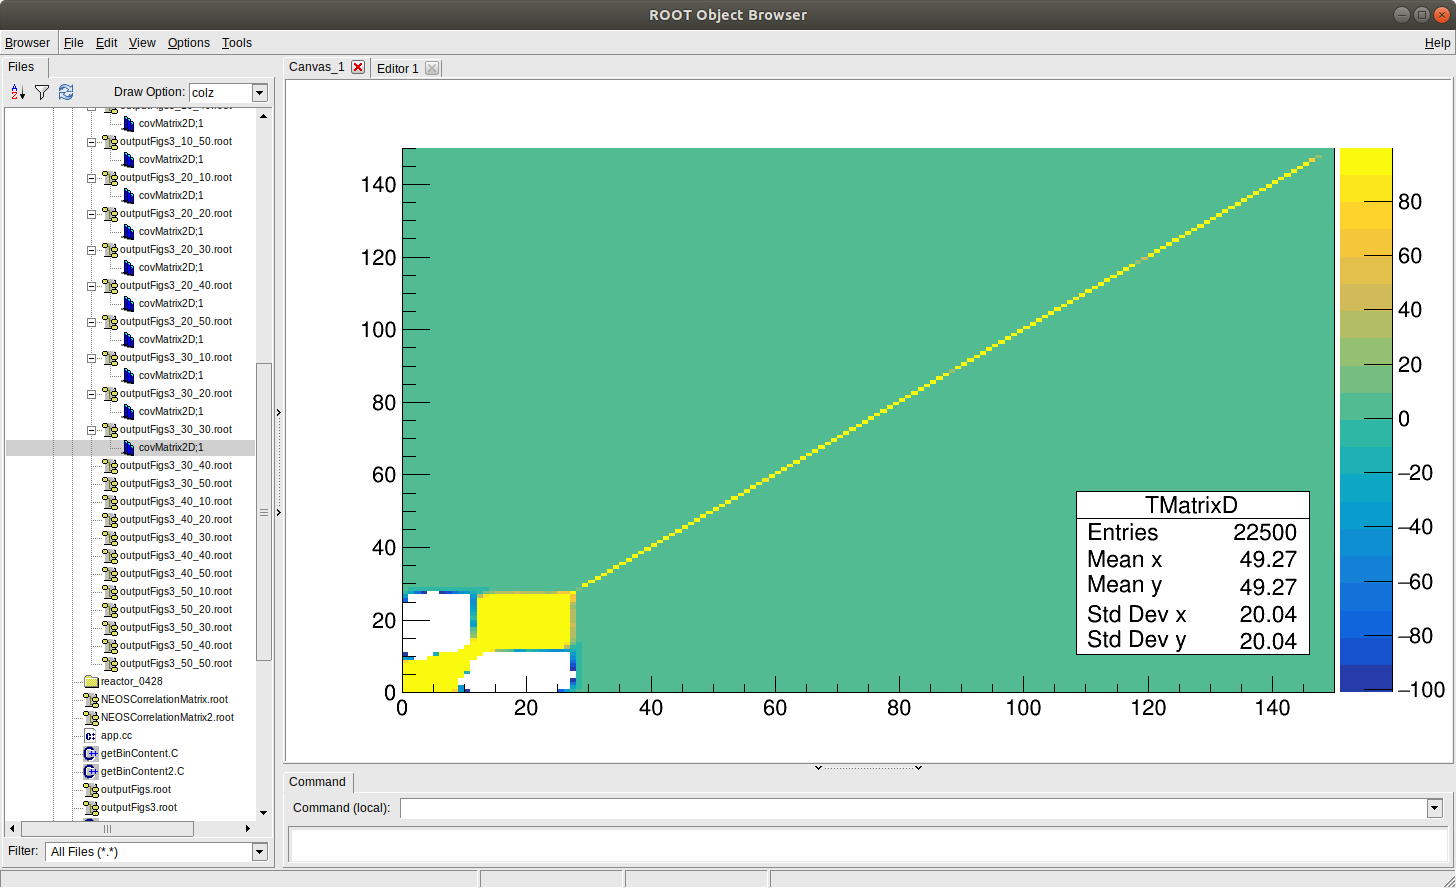 ROOT Object Browser
Browser File Edit View Options Tools Help
Files
Draw Option: colz
covMatrix2D;1
outputFigs3_10_50.root
covMatrix2D;1
outputFigs3_20_10.root
covMatrix2D;1
outputFigs3_20_20.root
covMatrix2D;1
outputFigs3_20_30.root
covMatrix2D;1
outputFigs3_20_40.root
covMatrix2D;1
outputFigs3_20_50.root
covMatrix2D;1
outputFigs3_30_10.root
covMatrix2D;1
outputFigs3_30_20.root
covMatrix2D;1
outputFigs3_30_30.root
covMatrix2D;1
outputFigs3_30_40.root
outputFigs3_30_50.root
outputFigs3_40_10.root
outputFigs3_40_20.root
outputFigs3_40_30.root
outputFigs3_40_40.root
outputFigs3_40_50.root
outputFigs3_50_10.root
outputFigs3_50_20.root
outputFigs3_50_30.root
outputFigs3_50_40.root
outputFigs3_50_50.root
reactor_0428
NEOSCorrelationMatrix.root
NEOSCorrelationMatrix2.root
app.cc
getBinContent.C
getBinContent2.C
outputFigs.root
outputFigs3.root
Filter: All Files (*.*)
Canvas_1 Editor 1
140
120
100
80
60
40
20
0
0 20 40 60 80 100 120 140
80
60
40
20
0
−20
−40
−60
−80
−100
TMatrixD
Entries 22500
Mean x 49.27
Mean y 49.27
Std Dev x 20.04
Std Dev y 20.04
Command
Command (local):